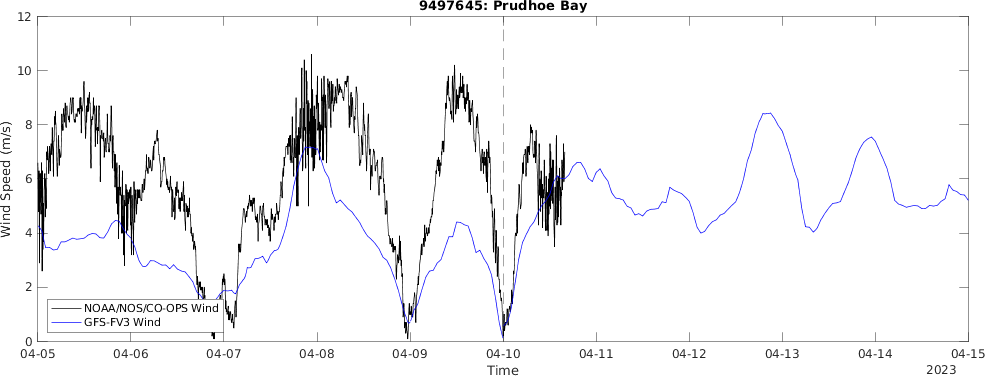 9497645: Prudhoe Bay
12
10
8
6
4
2
0
Wind Speed (m/s)
NOAA/NOS/CO-OPS Wind
GFS-FV3 Wind
04-05 04-06 04-07 04-08 04-09 04-10 04-11 04-12 04-13 04-14 04-15
Time
2023